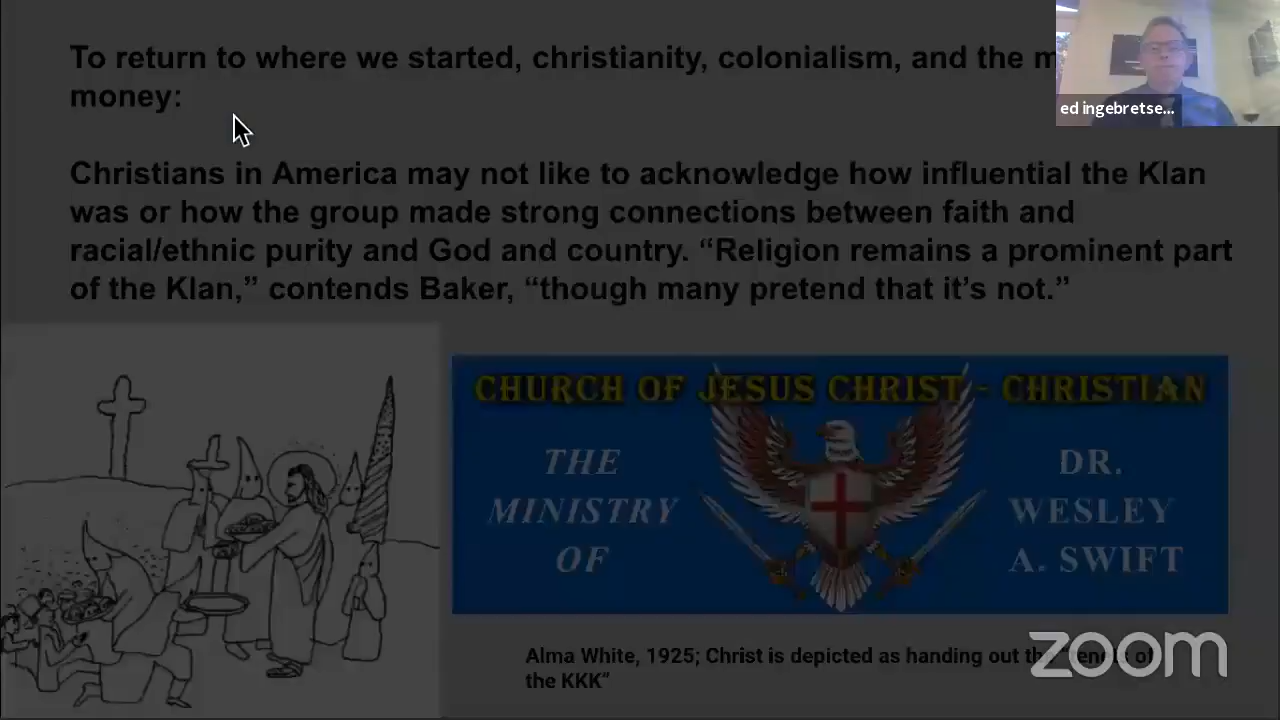 To return to where we started, christianity, colonialism, and the
money:
ed ingebretse...
Christians in America may not like to acknowledge how influential the Klan
was or how the group made strong connections between faith and
racial/ethnic purity and God and country. “Religion remains a prominent part
of the Klan,” contends Baker, “though many pretend that it’s not.”
CHURCH OF JESUS CHRIST - CHRISTIAN
THE
MINISTRY
OF
DR.
WESLEY
A. SWIFT
Alma White, 1925; Christ is depicted as handing out the “tenets of
the KKK”
zoom